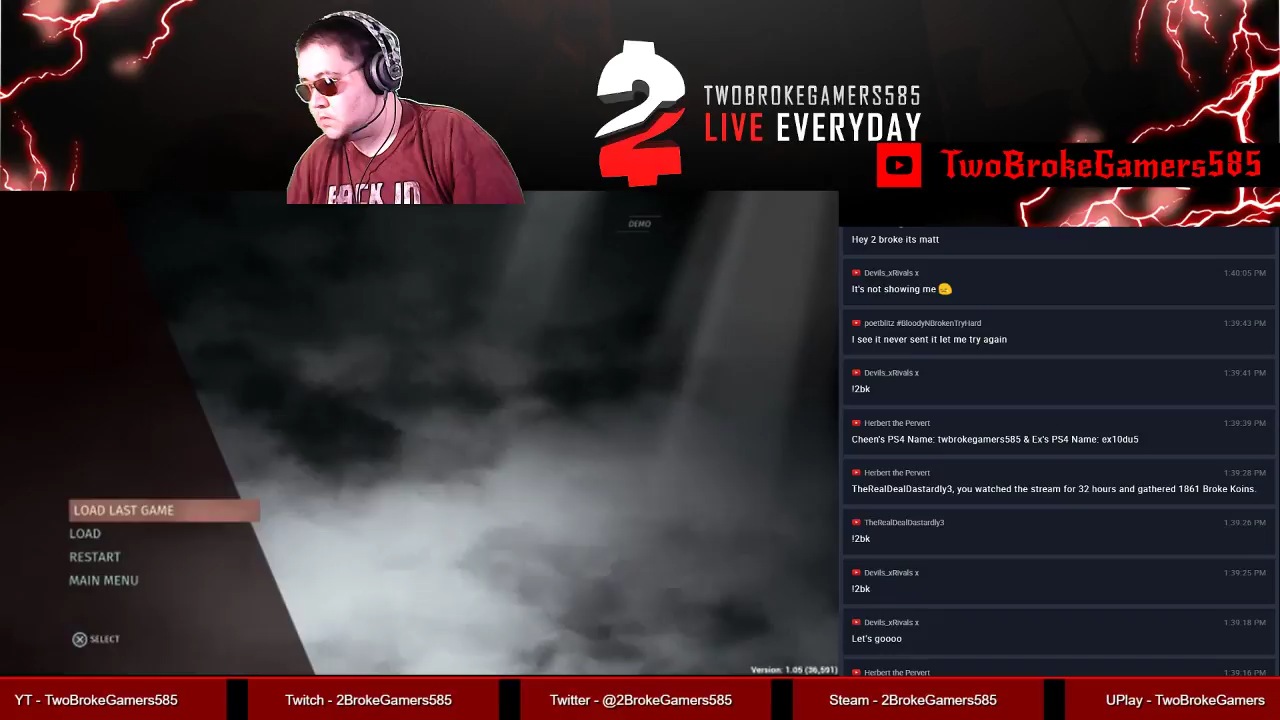 TWOBROKEGAMERS585
LIVE EVERYDAY
TwoBrokeGamers585
DEMO
LOAD LAST GAME
LOAD
RESTART
MAIN MENU
SELECT
Version: 1.05 (36,591)
Hey 2 broke its matt
Devils_xRivals x 1:40:05 PM
It's not showing me
poetblitz #BloodyNBrokenTryHard 1:39:43 PM
I see it never sent it let me try again
Devils_xRivals x 1:39:41 PM
!2bk
Herbert the Pervert 1:39:39 PM
Cheen's PS4 Name: twbrokegamers585 & Ex's PS4 Name: ex10du5
Herbert the Pervert 1:39:28 PM
TheRealDealDastardly3, you watched the stream for 32 hours and gathered 1861 Broke Koins.
TheRealDealDastardly3 1:39:26 PM
!2bk
Devils_xRivals x 1:39:25 PM
!2bk
Devils_xRivals x 1:39:18 PM
Let's goooo
Herbert the Pervert 1:39:16 PM
YT - TwoBrokeGamers585
Twitch - 2BrokeGamers585
Twitter - @2BrokeGamers585
Steam - 2BrokeGamers585
UPlay - TwoBrokeGamers